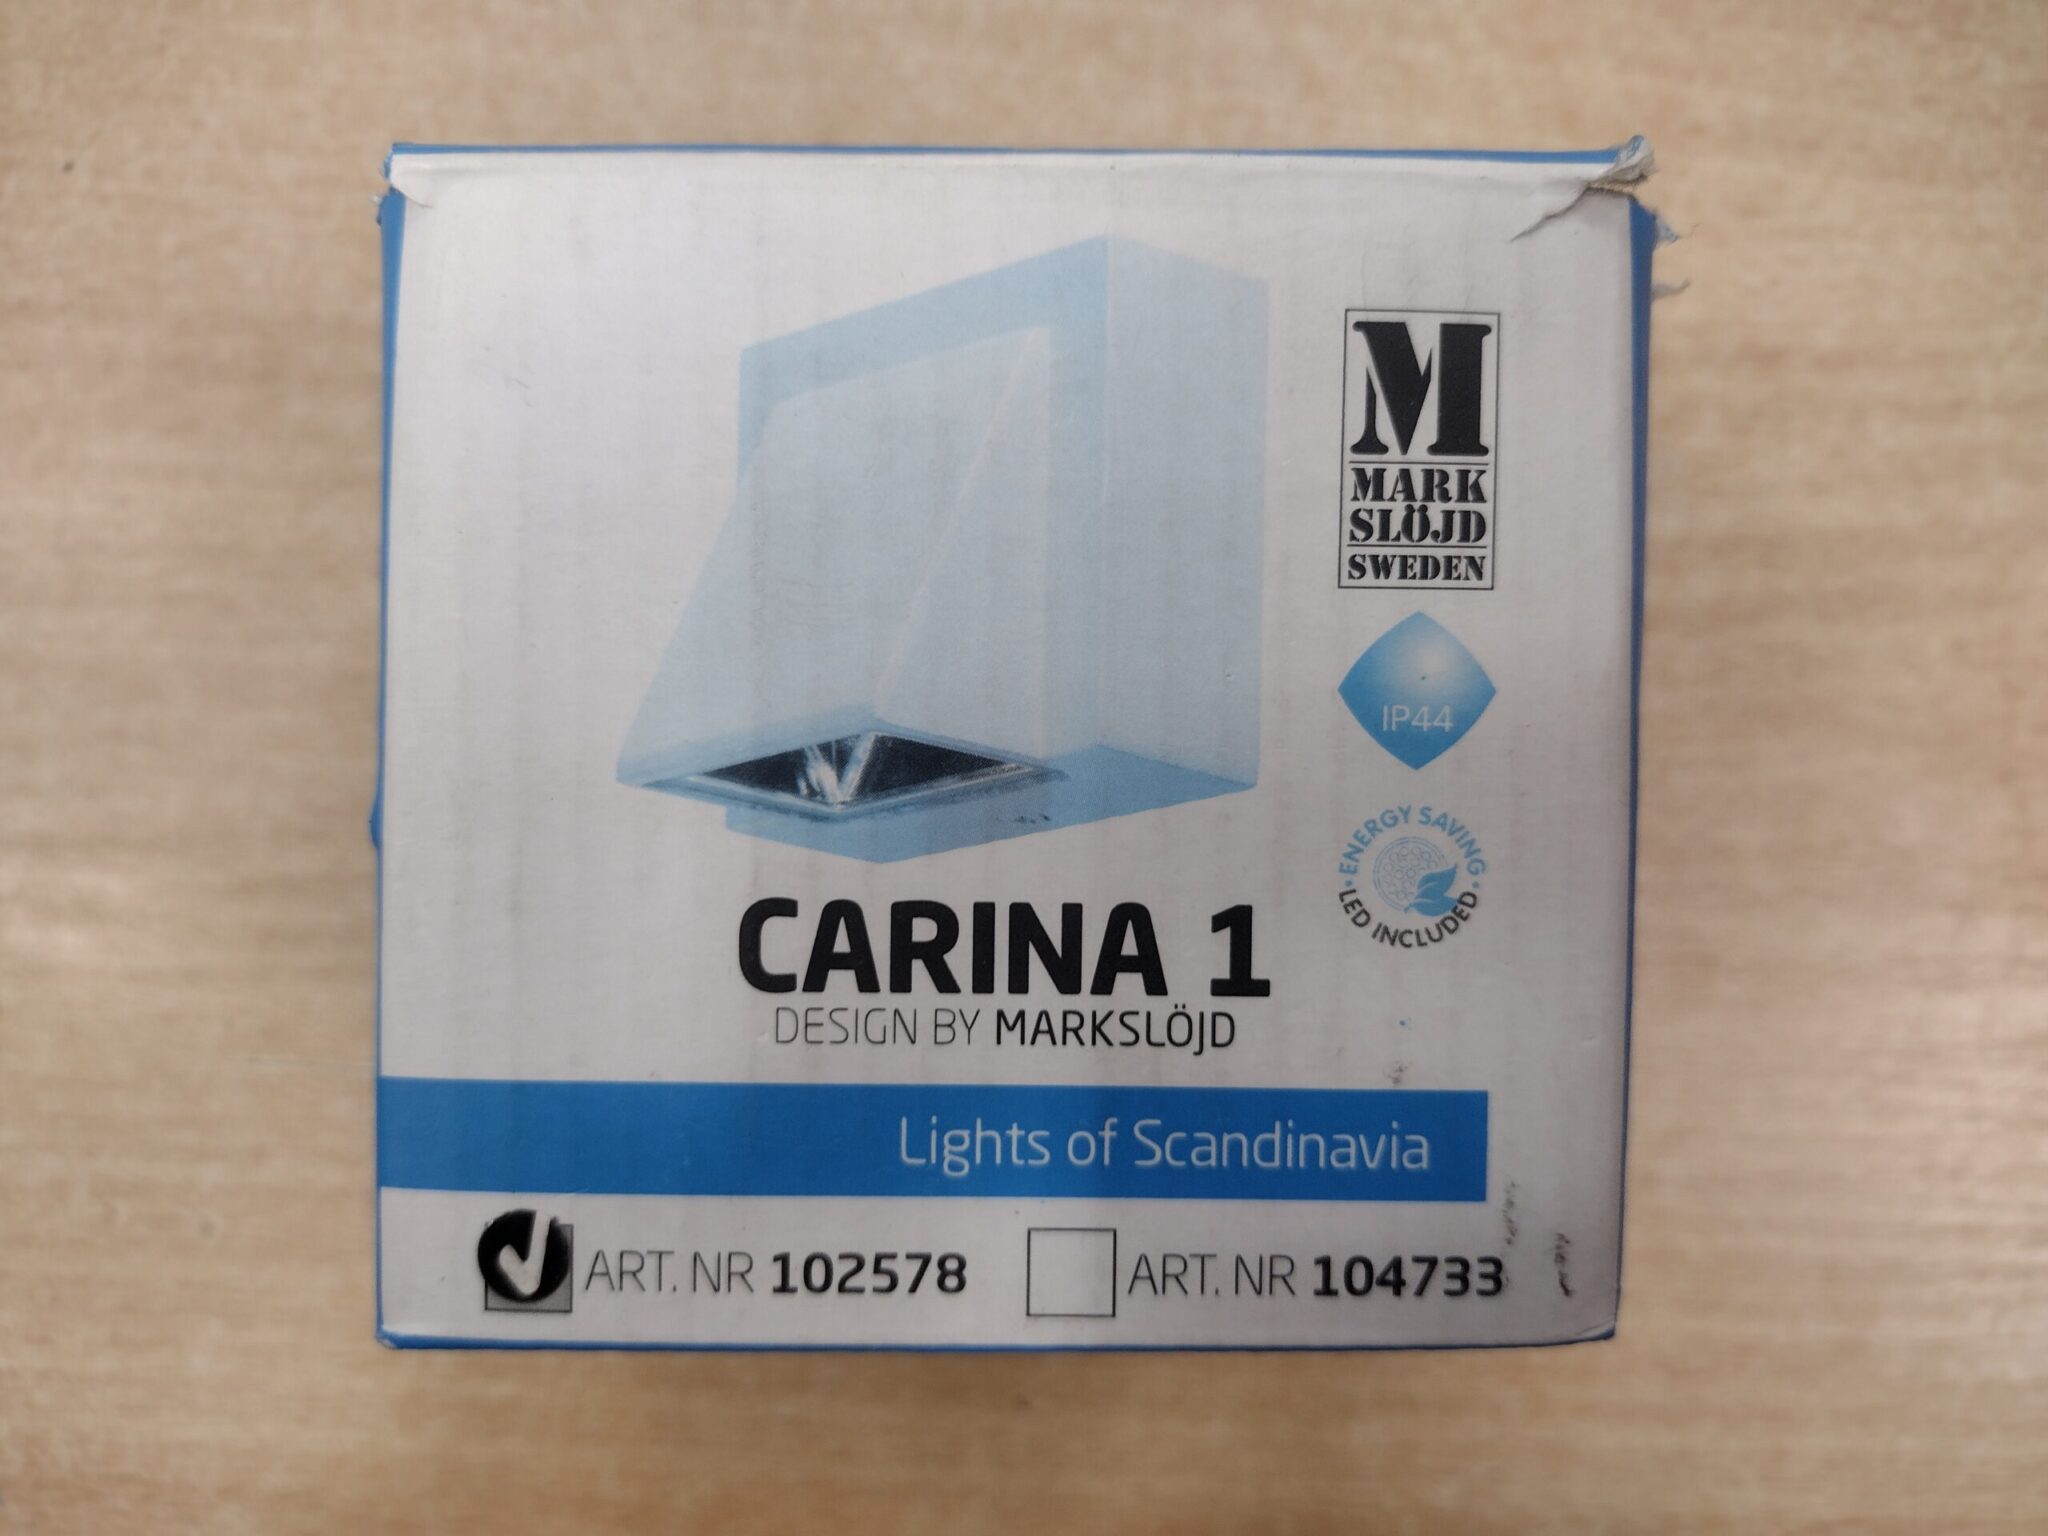 M
MARK
SLÖJD
SWEDEN
IP44
ENERGY SAVING
LED INCLUDED
CARINA 1
DESIGN BY MARKSLÖJD
Lights of Scandinavia
ART. NR 102578
ART. NR 104733